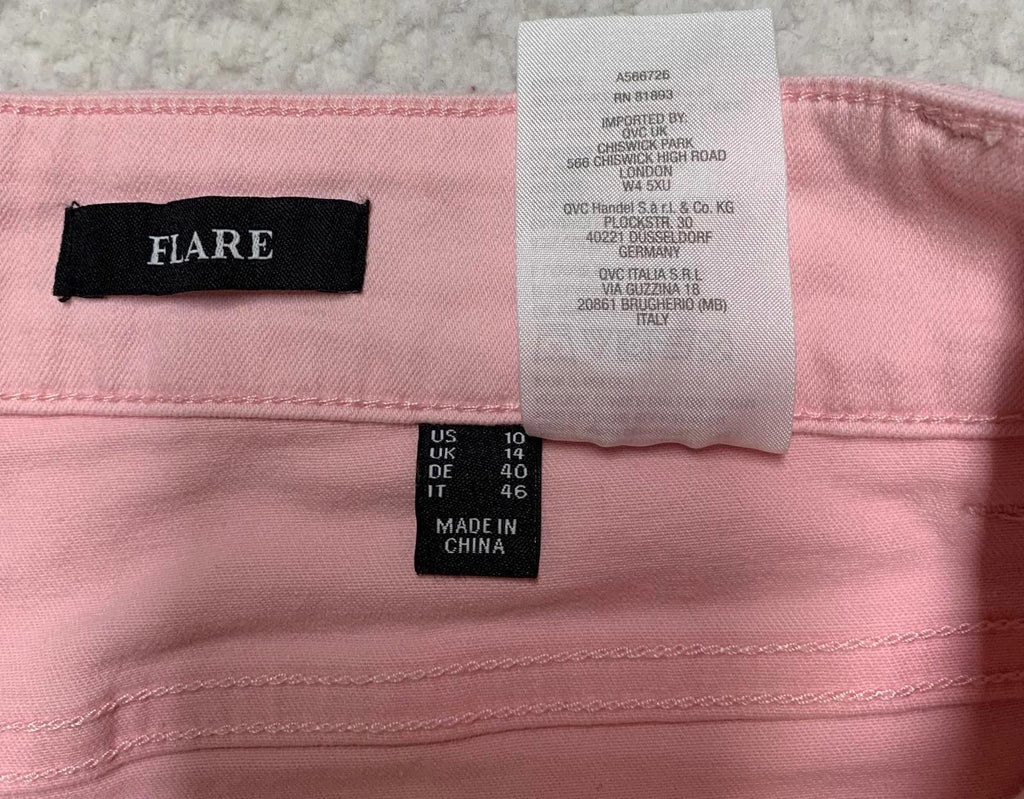 FLARE
A566726
RN 81893
IMPORTED BY:
QVC UK
CHISWICK PARK
566 CHISWICK HIGH ROAD
LONDON
W4 5XU
QVC Handel S.à r.l. & Co. KG
PLOCKSTR. 30
40221 DÜSSELDORF
GERMANY
QVC ITALIA S.R.L
VIA GUZZINA 18
20861 BRUGHERIO (MB)
ITALY
US 10
UK 14
DE 40
IT 46
MADE IN
CHINA